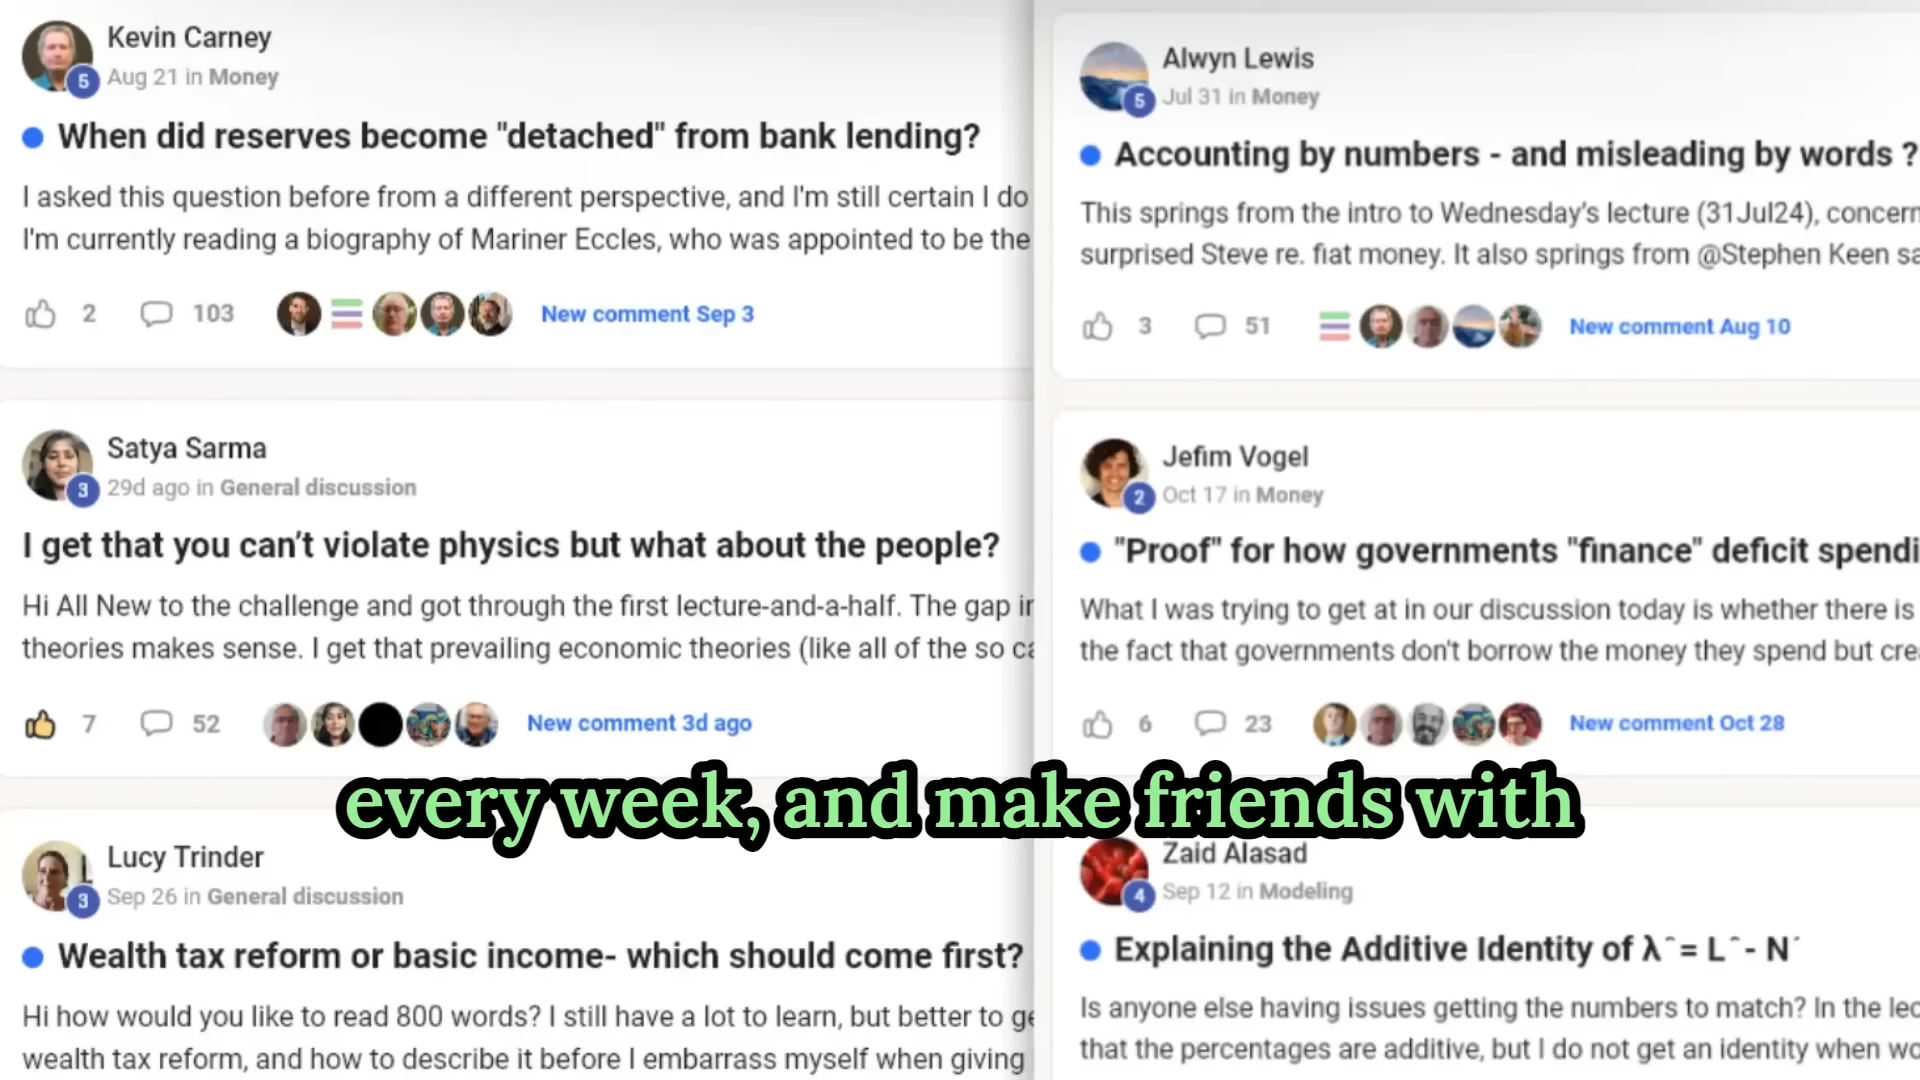 Kevin Carney
5
Aug 21 in Money
When did reserves become "detached" from bank lending?
I asked this question before from a different perspective, and I'm still certain I do
I'm currently reading a biography of Mariner Eccles, who was appointed to be the
2 103 New comment Sep 3
Satya Sarma
3
29d ago in General discussion
I get that you can’t violate physics but what about the people?
Hi All New to the challenge and got through the first lecture-and-a-half. The gap in
theories makes sense. I get that prevailing economic theories (like all of the so ca
7 52 New comment 3d ago
Lucy Trinder
3
Sep 26 in General discussion
Wealth tax reform or basic income- which should come first?
Hi how would you like to read 800 words? I still have a lot to learn, but better to ge
wealth tax reform, and how to describe it before I embarrass myself when giving
Alwyn Lewis
5
Jul 31 in Money
Accounting by numbers - and misleading by words ?
This springs from the intro to Wednesday's lecture (31Jul24), concern
surprised Steve re. fiat money. It also springs from @Stephen Keen sa
3 51 New comment Aug 10
Jefim Vogel
2
Oct 17 in Money
"Proof" for how governments "finance" deficit spendi
What I was trying to get at in our discussion today is whether there is
the fact that governments don't borrow the money they spend but cre
6 23 New comment Oct 28
Zaid Alasad
4
Sep 12 in Modeling
Explaining the Additive Identity of λˆ= Lˆ- Nˆ
Is anyone else having issues getting the numbers to match? In the lec
that the percentages are additive, but I do not get an identity when wo
every week, and make friends with